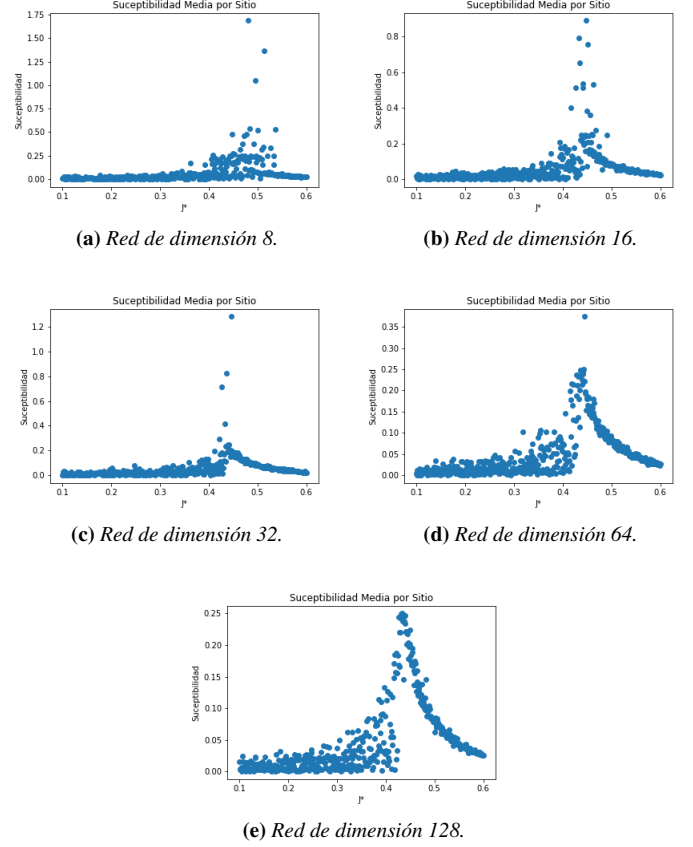 Suceptibilidad Media por Sitio
Suceptibilidad
1.75
1.50
1.25
1.00
0.75
0.50
0.25
0.00
0.1 0.2 0.3 0.4 0.5 0.6
J*
(a) Red de dimensión 8.
Suceptibilidad Media por Sitio
Suceptibilidad
0.8
0.6
0.4
0.2
0.0
0.1 0.2 0.3 0.4 0.5 0.6
J*
(b) Red de dimensión 16.
Suceptibilidad Media por Sitio
Suceptibilidad
1.2
1.0
0.8
0.6
0.4
0.2
0.0
0.1 0.2 0.3 0.4 0.5 0.6
J*
(c) Red de dimensión 32.
Suceptibilidad Media por Sitio
Suceptibilidad
0.35
0.30
0.25
0.20
0.15
0.10
0.05
0.00
0.1 0.2 0.3 0.4 0.5 0.6
J*
(d) Red de dimensión 64.
Suceptibilidad Media por Sitio
Suceptibilidad
0.25
0.20
0.15
0.10
0.05
0.00
0.1 0.2 0.3 0.4 0.5 0.6
J*
(e) Red de dimensión 128.